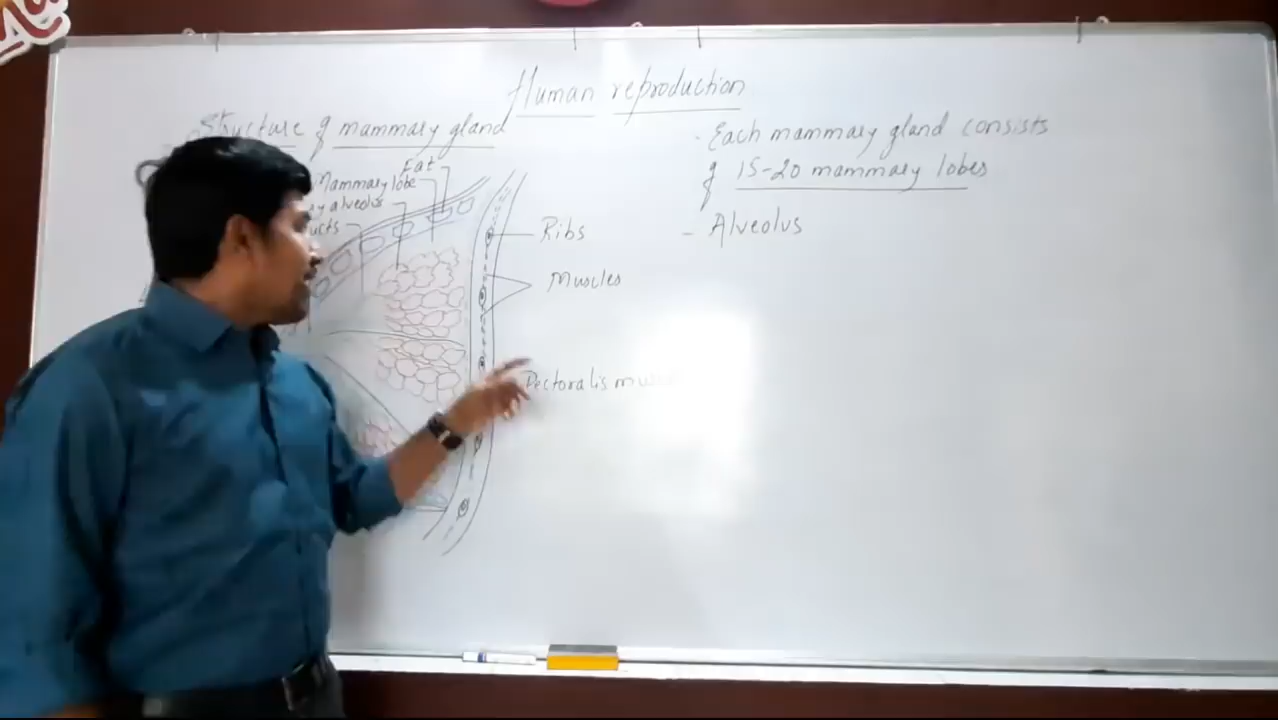 Human reproduction
Structure of mammary gland
Fat
Mammary lobe
alveolus
Ribs
Muscles
Pectoralis
- Each mammary gland consists
of 15-20 mammary lobes
- Alveolus